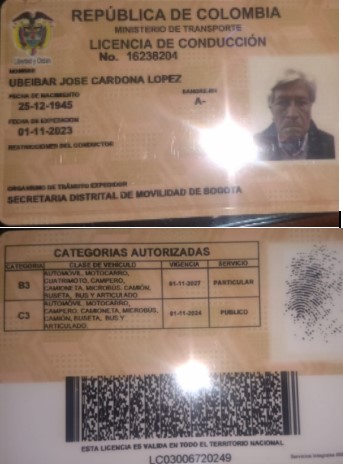 REPÚBLICA DE COLOMBIA
MINISTERIO DE TRANSPORTE
LICENCIA DE CONDUCCIÓN
No. 16238204
Libertad y Orden
NOMBRE
UBEIBAR JOSE CARDONA LOPEZ
FECHA DE NACIMIENTO
SANGRE-RH
25-12-1945
A-
FECHA DE EXPEDICION
01-11-2023
RESTRICCIONES DEL CONDUCTOR
ORGANISMO DE TRÁNSITO EXPEDIDOR
SECRETARIA DISTRITAL DE MOVILIDAD DE BOGOTA
CATEGORIAS AUTORIZADAS
CATEGORIA CLASE DE VEHICULO VIGENCIA SERVICIO
B3 AUTOMOVIL, MOTOCARRO, CUATRIMOTO, CAMPERO, CAMIONETA, MICROBUS, CAMIÓN, BUSETA, BUS Y ARTICULADO 01-11-2027 PARTICULAR
C3 AUTOMOVIL, MOTOCARRO, CAMPERO, CAMIONETA, MICROBUS, CAMIÓN, BUSETA, BUS Y ARTICULADO. 01-11-2024 PUBLICO
ESTA LICENCIA ES VALIDA EN TODO EL TERRITORIO NACIONAL
LC03006720249